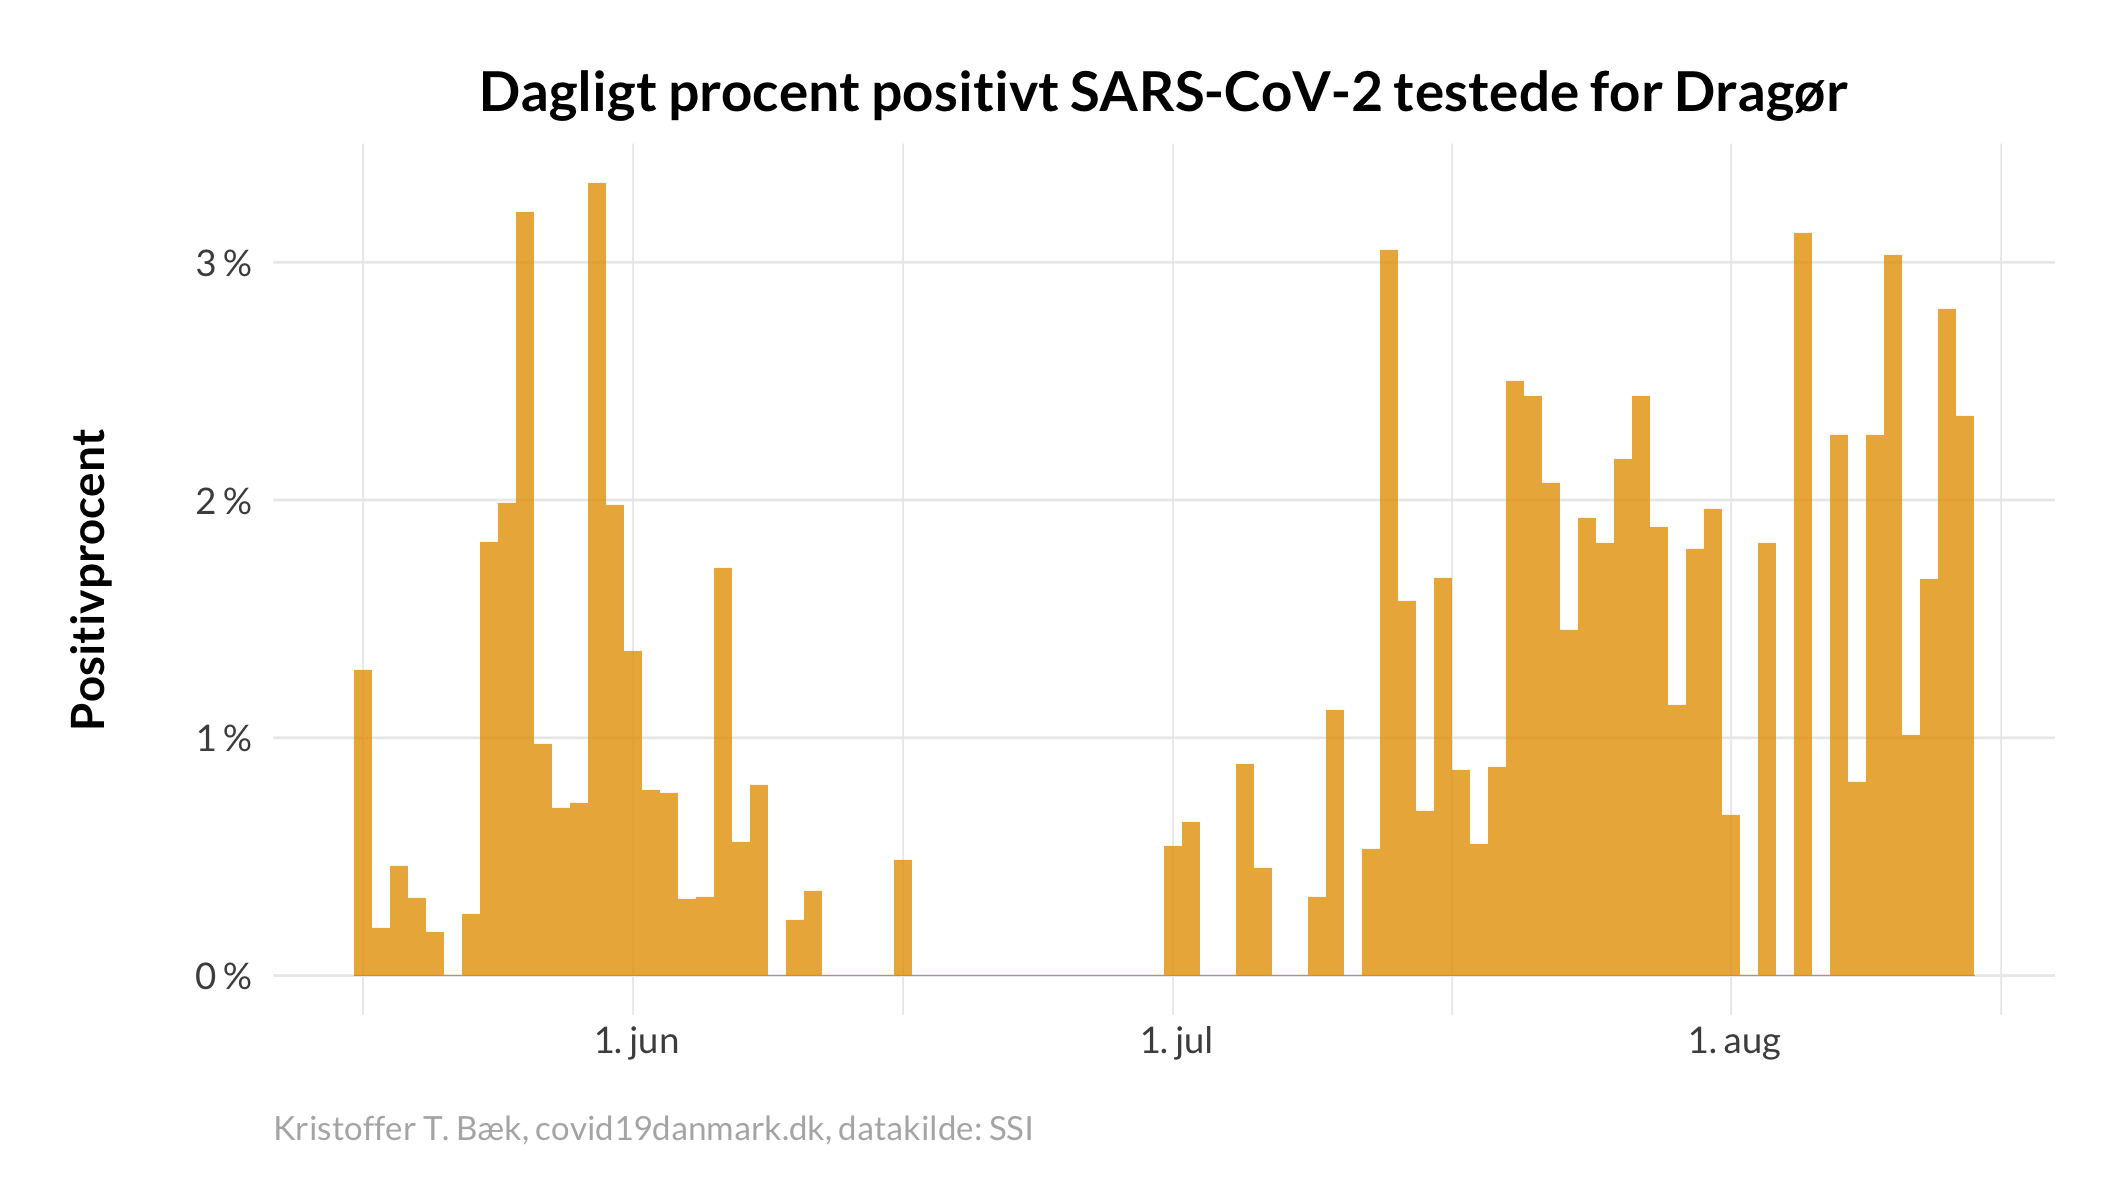 Dagligt procent positivt SARS-CoV-2 testede for Dragør
Positivprocent
3 %
2 %
1 %
0 %
1. jun
1. jul
1. aug
Kristoffer T. Bæk, covid19danmark.dk, datakilde: SSI